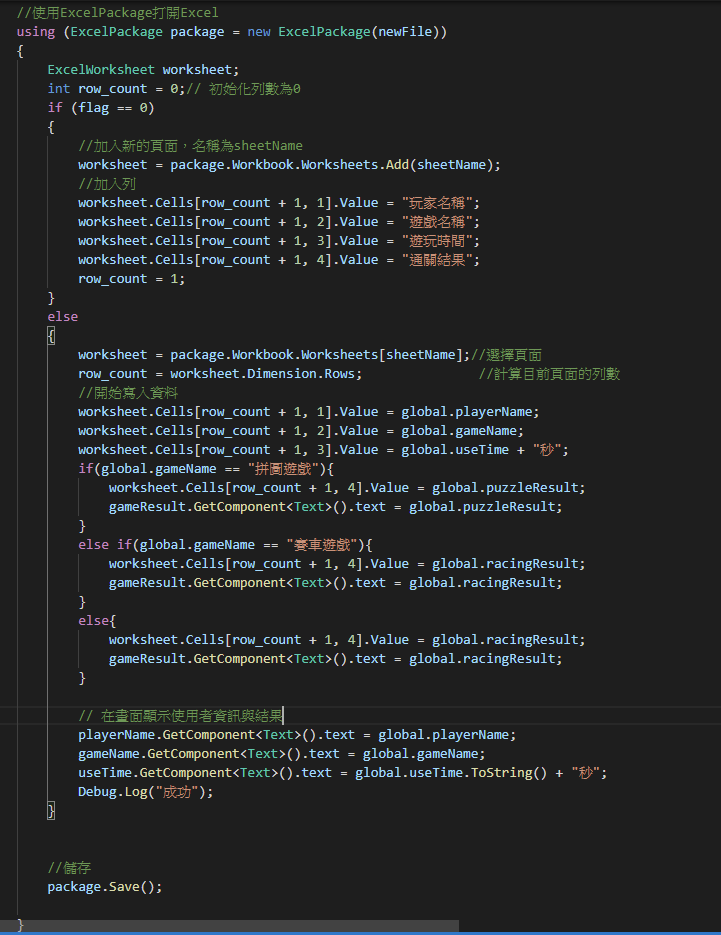 //使用ExcelPackage打開Excel
using (ExcelPackage package = new ExcelPackage(newFile))
{
    ExcelWorksheet worksheet;
    int row_count = 0;// 初始化列數為0
    if (flag == 0)
    {
        //加入新的頁面，名稱為sheetName
        worksheet = package.Workbook.Worksheets.Add(sheetName);
        //加入列
        worksheet.Cells[row_count + 1, 1].Value = "玩家名稱";
        worksheet.Cells[row_count + 1, 2].Value = "遊戲名稱";
        worksheet.Cells[row_count + 1, 3].Value = "遊玩時間";
        worksheet.Cells[row_count + 1, 4].Value = "通關結果";
        row_count = 1;
    }
    else
    {
        worksheet = package.Workbook.Worksheets[sheetName];//選擇頁面
        row_count = worksheet.Dimension.Rows;               //計算目前頁面的列數
        //開始寫入資料
        worksheet.Cells[row_count + 1, 1].Value = global.playerName;
        worksheet.Cells[row_count + 1, 2].Value = global.gameName;
        worksheet.Cells[row_count + 1, 3].Value = global.useTime + "秒";
        if(global.gameName == "拼圖遊戲"){
            worksheet.Cells[row_count + 1, 4].Value = global.puzzleResult;
            gameResult.GetComponent<Text>().text = global.puzzleResult;
        }
        else if(global.gameName == "賽車遊戲"){
            worksheet.Cells[row_count + 1, 4].Value = global.racingResult;
            gameResult.GetComponent<Text>().text = global.racingResult;
        }
        else{
            worksheet.Cells[row_count + 1, 4].Value = global.racingResult;
            gameResult.GetComponent<Text>().text = global.racingResult;
        }
        // 在畫面顯示使用者資訊與結果
        playerName.GetComponent<Text>().text = global.playerName;
        gameName.GetComponent<Text>().text = global.gameName;
        useTime.GetComponent<Text>().text = global.useTime.ToString() + "秒";
        Debug.Log("成功");
    }
    //儲存
    package.Save();
}